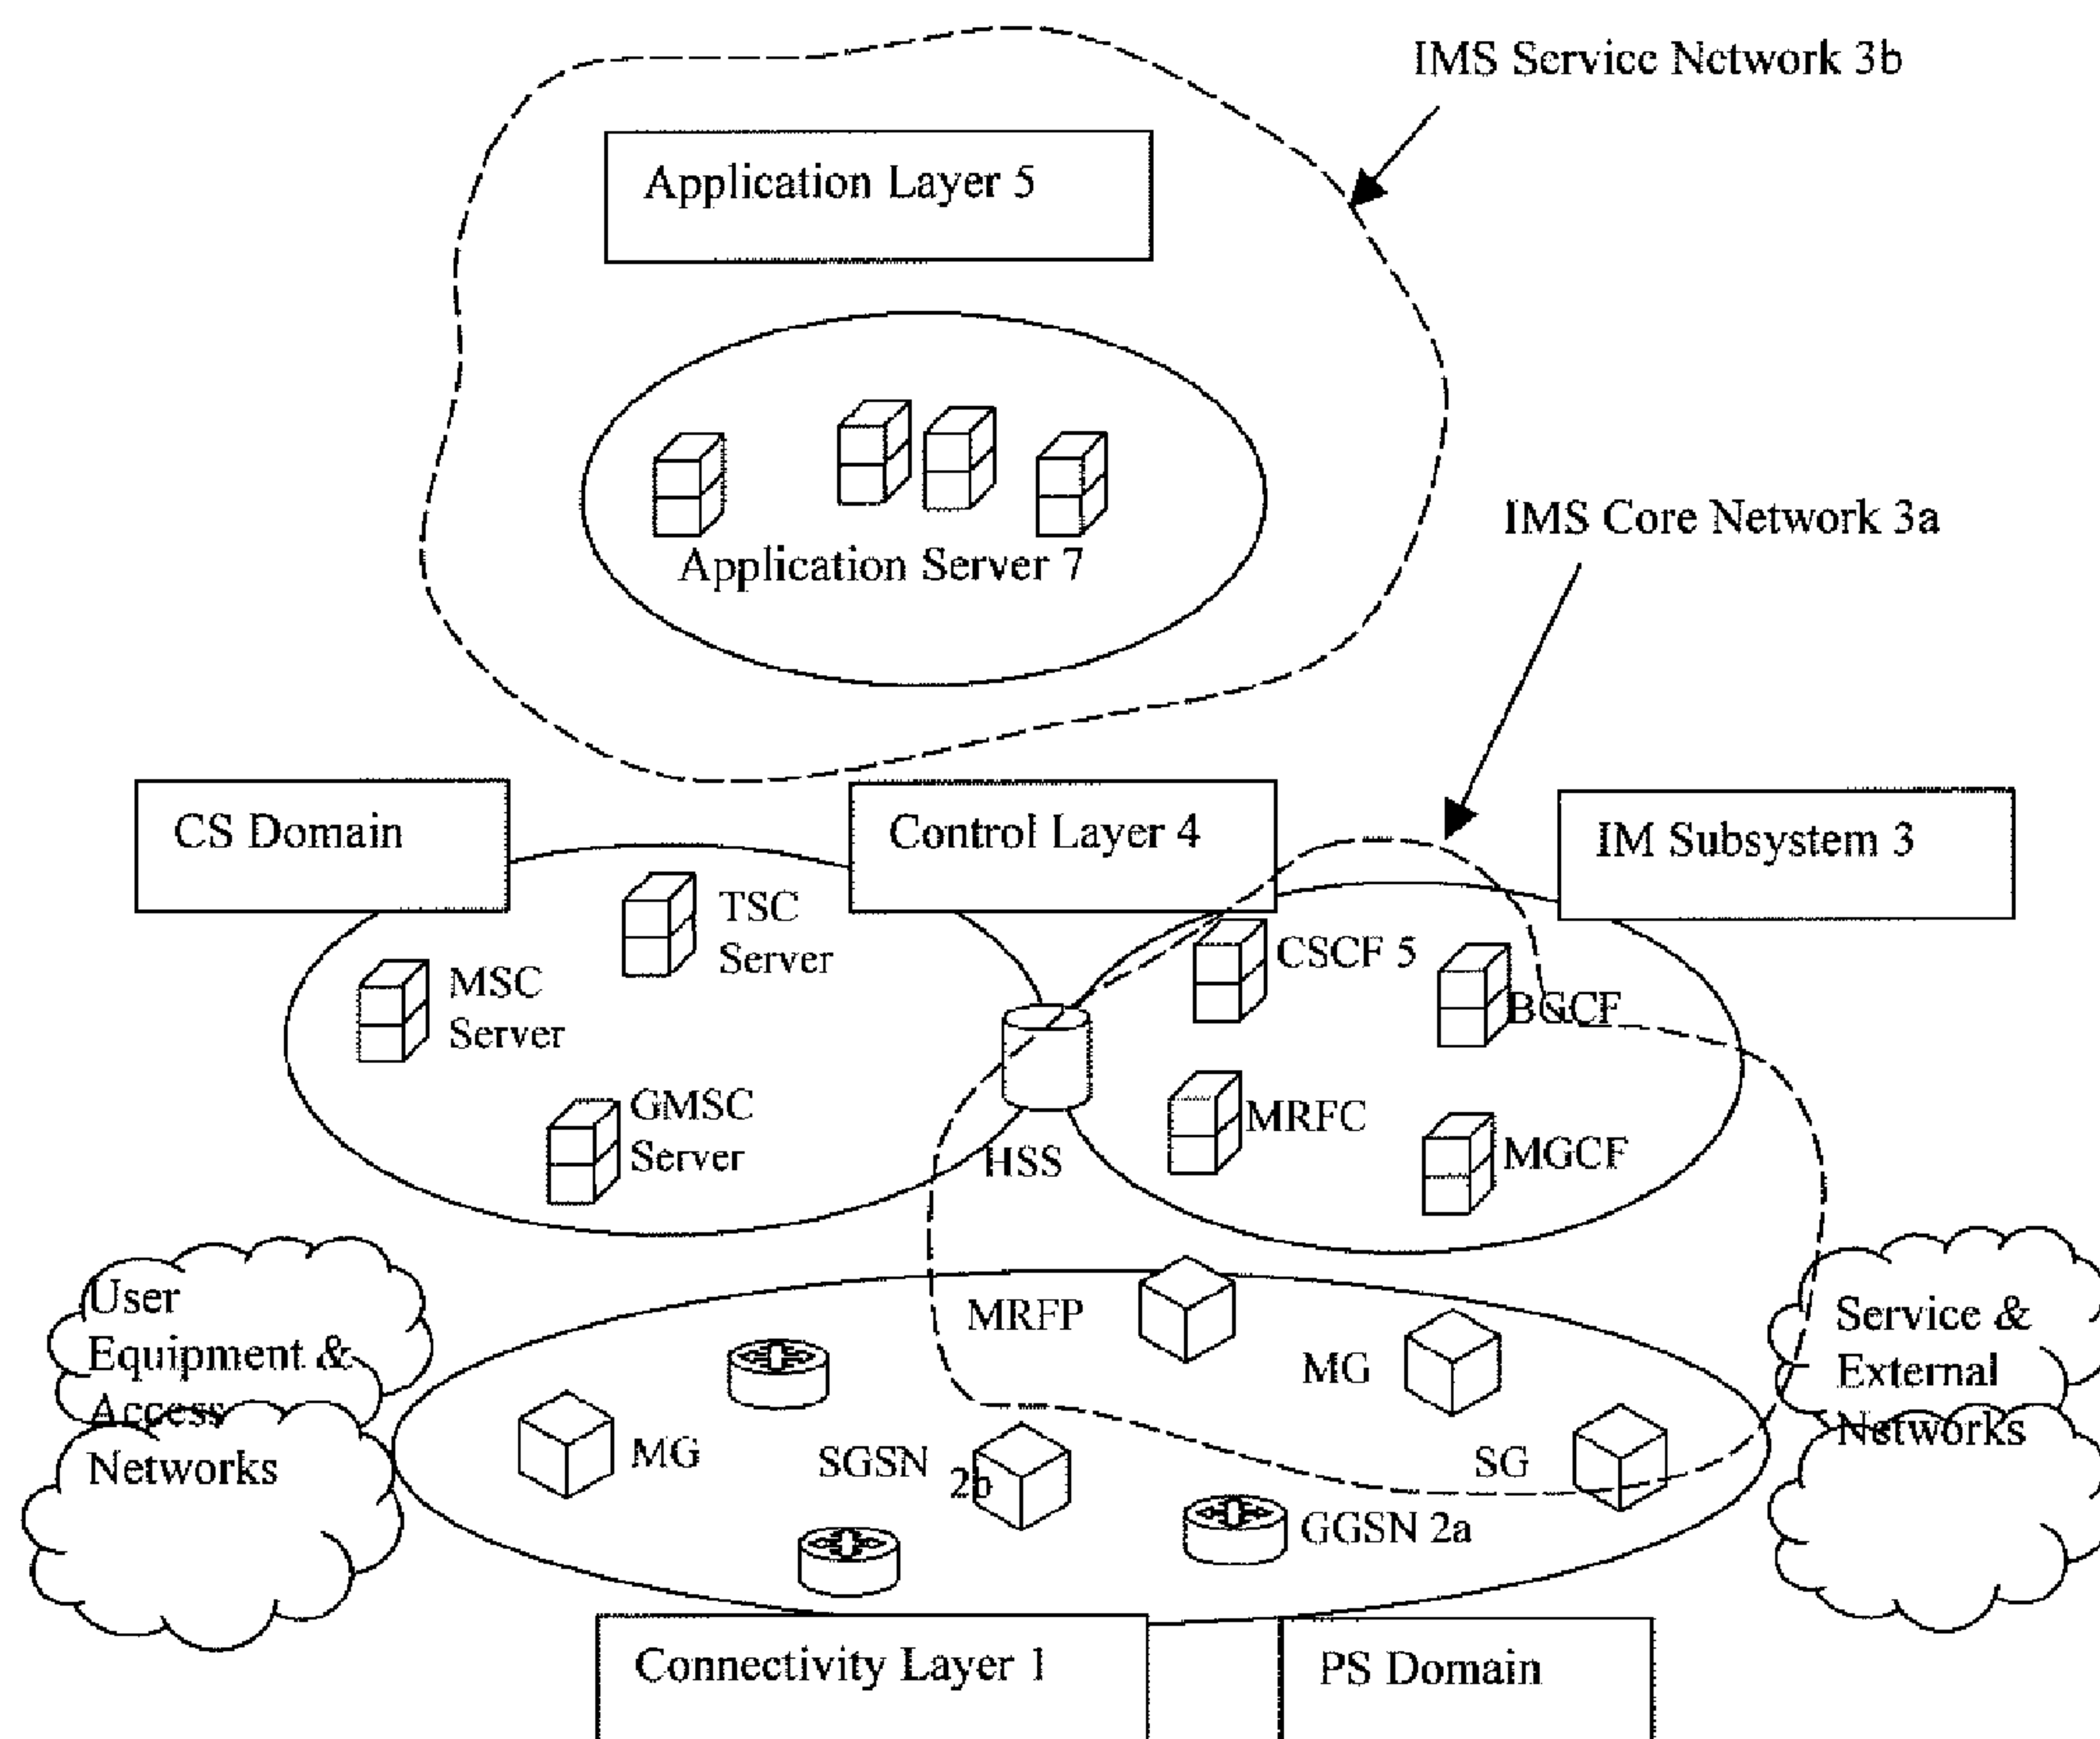 IMS Service Network 3b
Application Layer 5
Application Server 7
IMS Core Network 3a
CS Domain
Control Layer 4
IM Subsystem 3
TSC
Server
MSC
Server
GMSC
Server
HSS
CSCF 5
BGCF
MRFC
MGCF
User
Equipment &
Access
Networks
MRFP
MG
MG
SGSN
2b
SG
GGSN 2a
Service &
External
Networks
Connectivity Layer 1
PS Domain